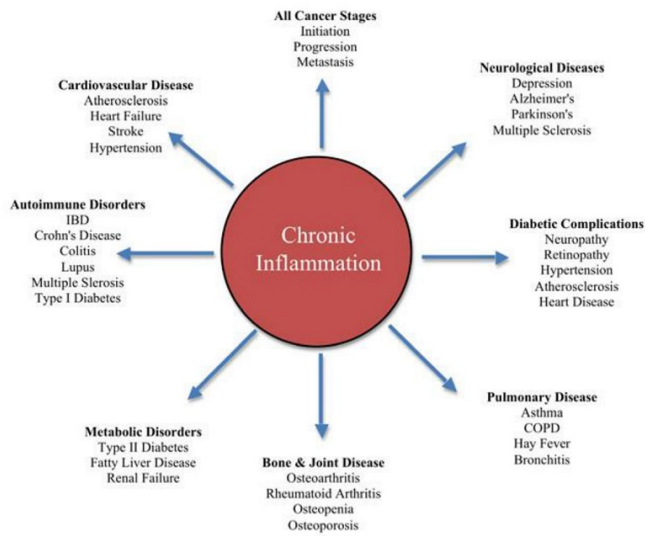 All Cancer Stages
Initiation
Progression
Metastasis
Neurological Diseases
Depression
Alzheimer's
Parkinson's
Multiple Sclerosis
Cardiovascular Disease
Atherosclerosis
Heart Failure
Stroke
Hypertension
Autoimmune Disorders
IBD
Crohn's Disease
Colitis
Lupus
Multiple Slerosis
Type I Diabetes
Chronic
Inflammation
Diabetic Complications
Neuropathy
Retinopathy
Hypertension
Atherosclerosis
Heart Disease
Metabolic Disorders
Type II Diabetes
Fatty Liver Disease
Renal Failure
Bone & Joint Disease
Osteoarthritis
Rheumatoid Arthritis
Osteopenia
Osteoporosis
Pulmonary Disease
Asthma
COPD
Hay Fever
Bronchitis